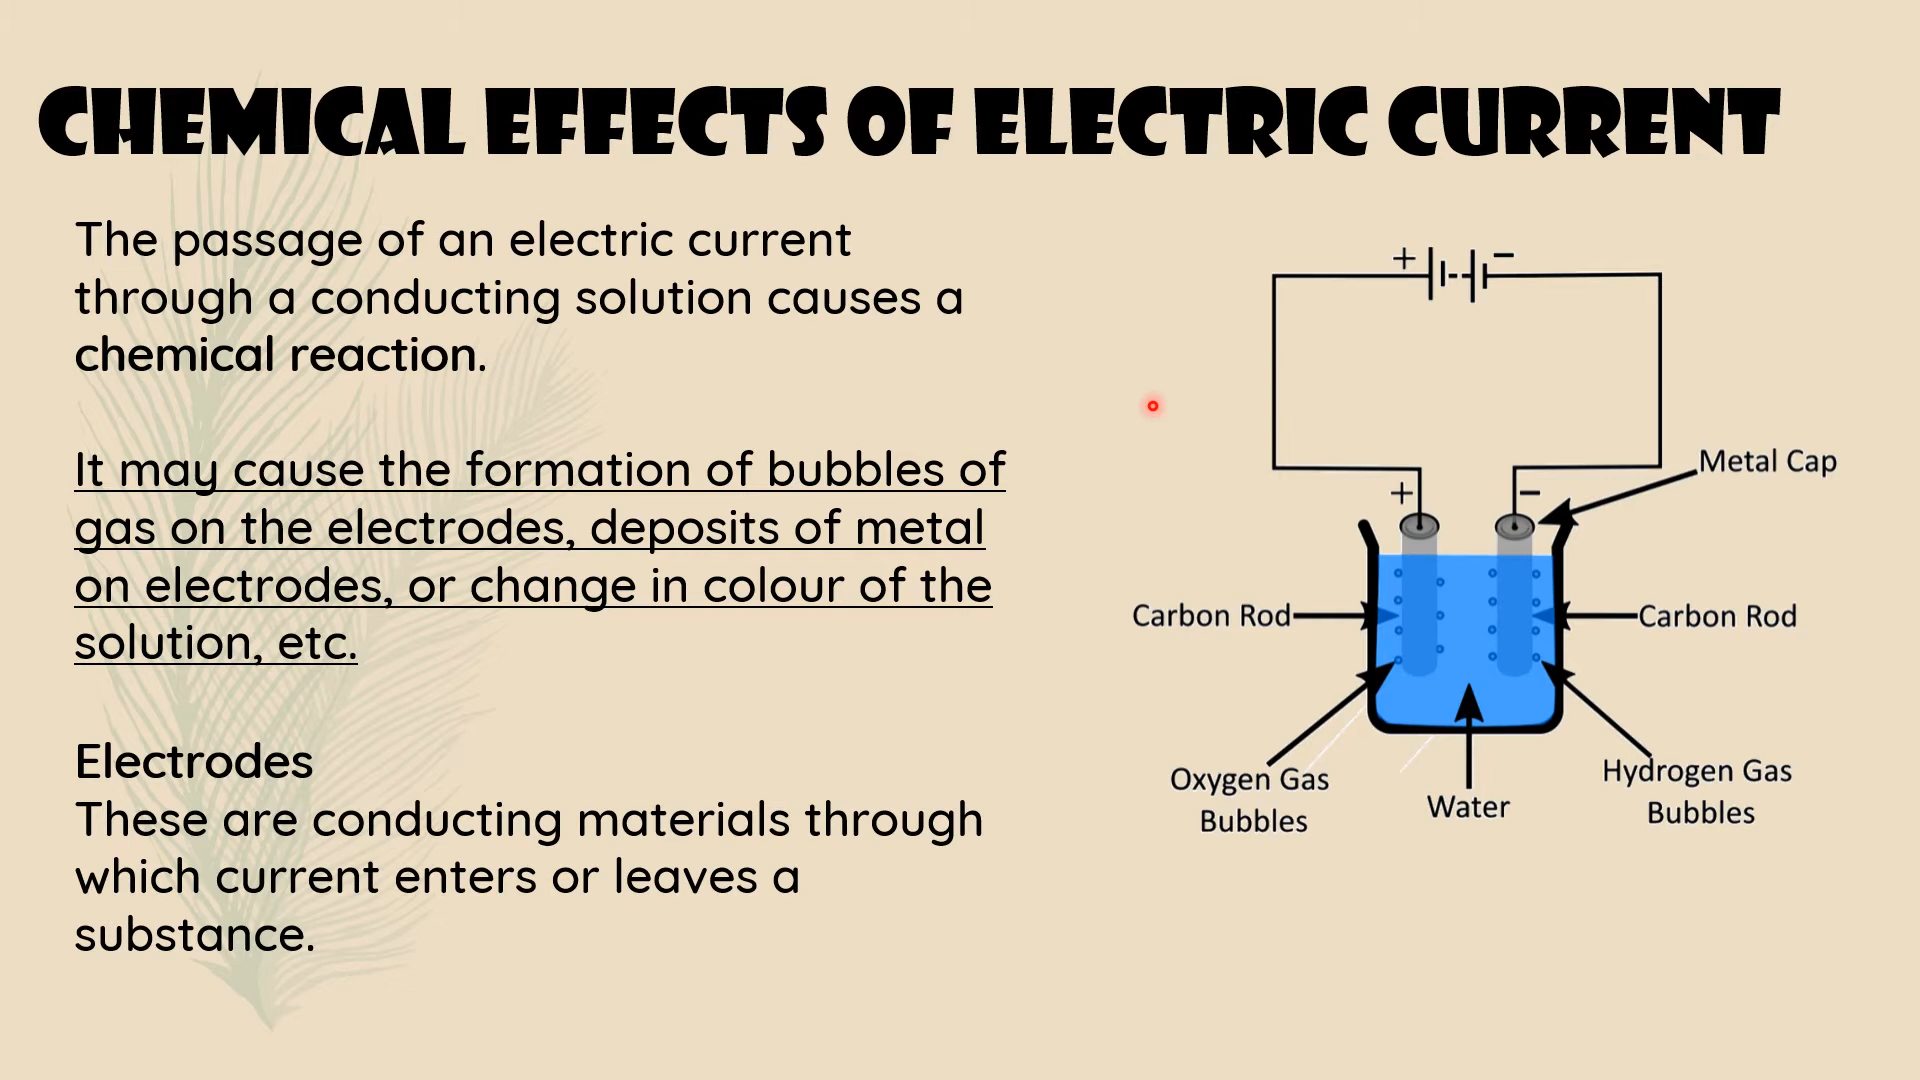 CHEMICAL EFFECTS OF ELECTRIC CURRENT
The passage of an electric current
through a conducting solution causes a
chemical reaction.
It may cause the formation of bubbles of
gas on the electrodes, deposits of metal
on electrodes, or change in colour of the
solution, etc.
Electrodes
These are conducting materials through
which current enters or leaves a
substance.
+ −
+ −
Metal Cap
Carbon Rod
Carbon Rod
Oxygen Gas
Bubbles
Water
Hydrogen Gas
Bubbles